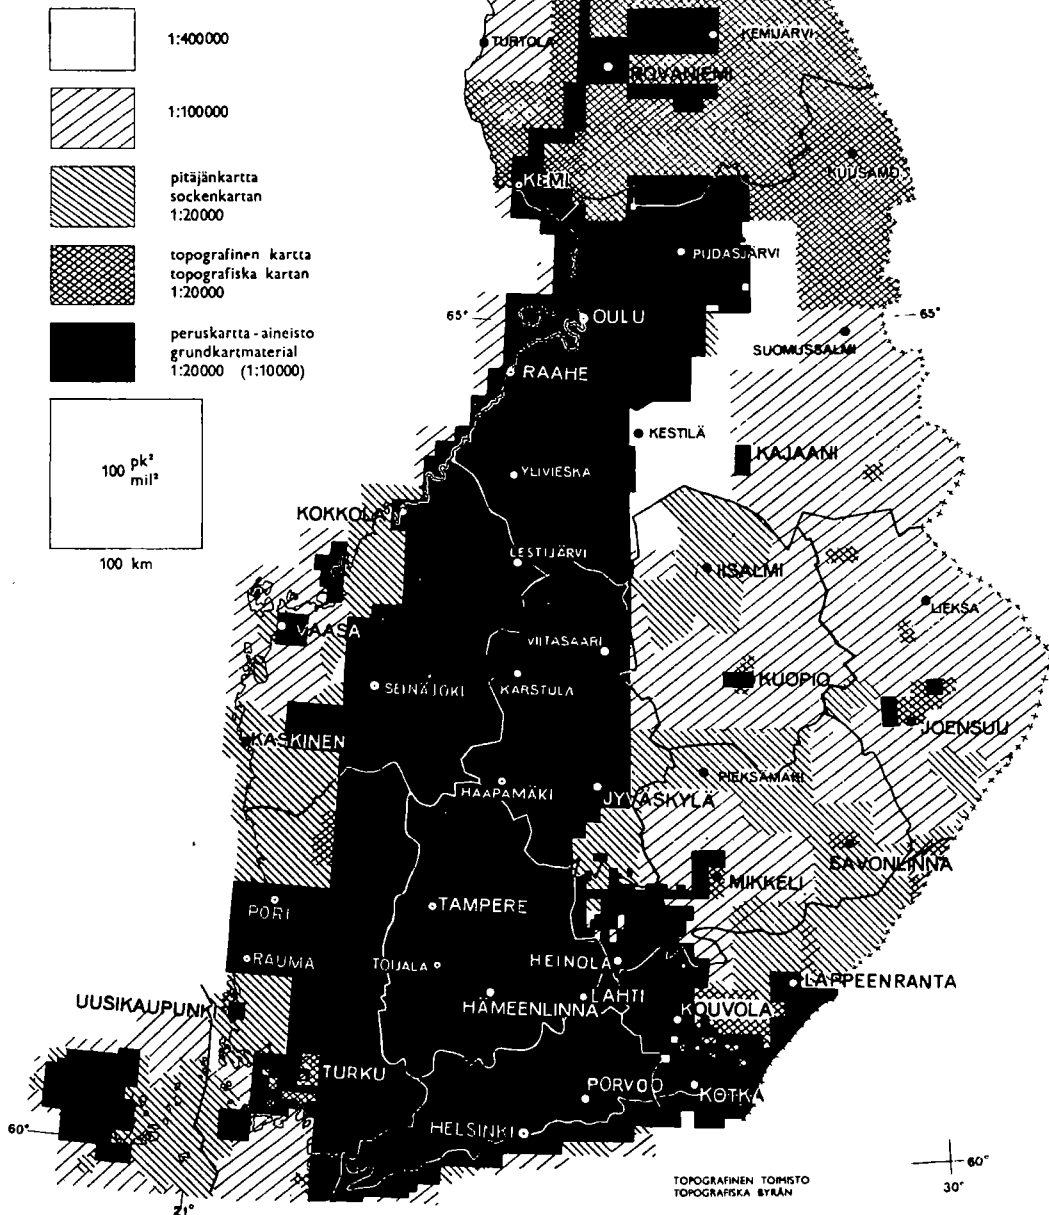 1:400000
1:100000
pitäjänkartta
sockenkartan
1:20000
topografinen kartta
topografiska kartan
1:20000
peruskartta-aineisto
grundkartmaterial
1:20000 (1:10000)
100 pk² mil²
100 km
TURTOLA
KEMIJÄRVI
ROVANIEMI
KEMI
KUUSAMO
PUDASJÄRVI
65°
OULU
65°
SUOMUSSALMI
RAAHE
KESTILÄ
KAJAANI
YLIVIESKA
KOKKOLA
LESTIJÄRVI
IISALMI
LIEKSA
VAASA
VIITASAARI
SEINÄJOKI
KARSTULA
KUOPIO
JOENSUU
KASKINEN
PIEKSÄMÄKI
HAAPAMÄKI
JYVÄSKYLÄ
SAVONLINNA
MIKKELI
PORI
TAMPERE
RAUMA
TOIJALA
HEINOLA
LAPPEENRANTA
UUSIKAUPUNKI
HÄMEENLINNA
LAHTI
KOUVOLA
TURKU
PORVOO
KOTKA
60°
HELSINKI
60°
30°
21°
TOPOGRAFINEN TOIMISTO
TOPOGRAFISKA BYRÅN